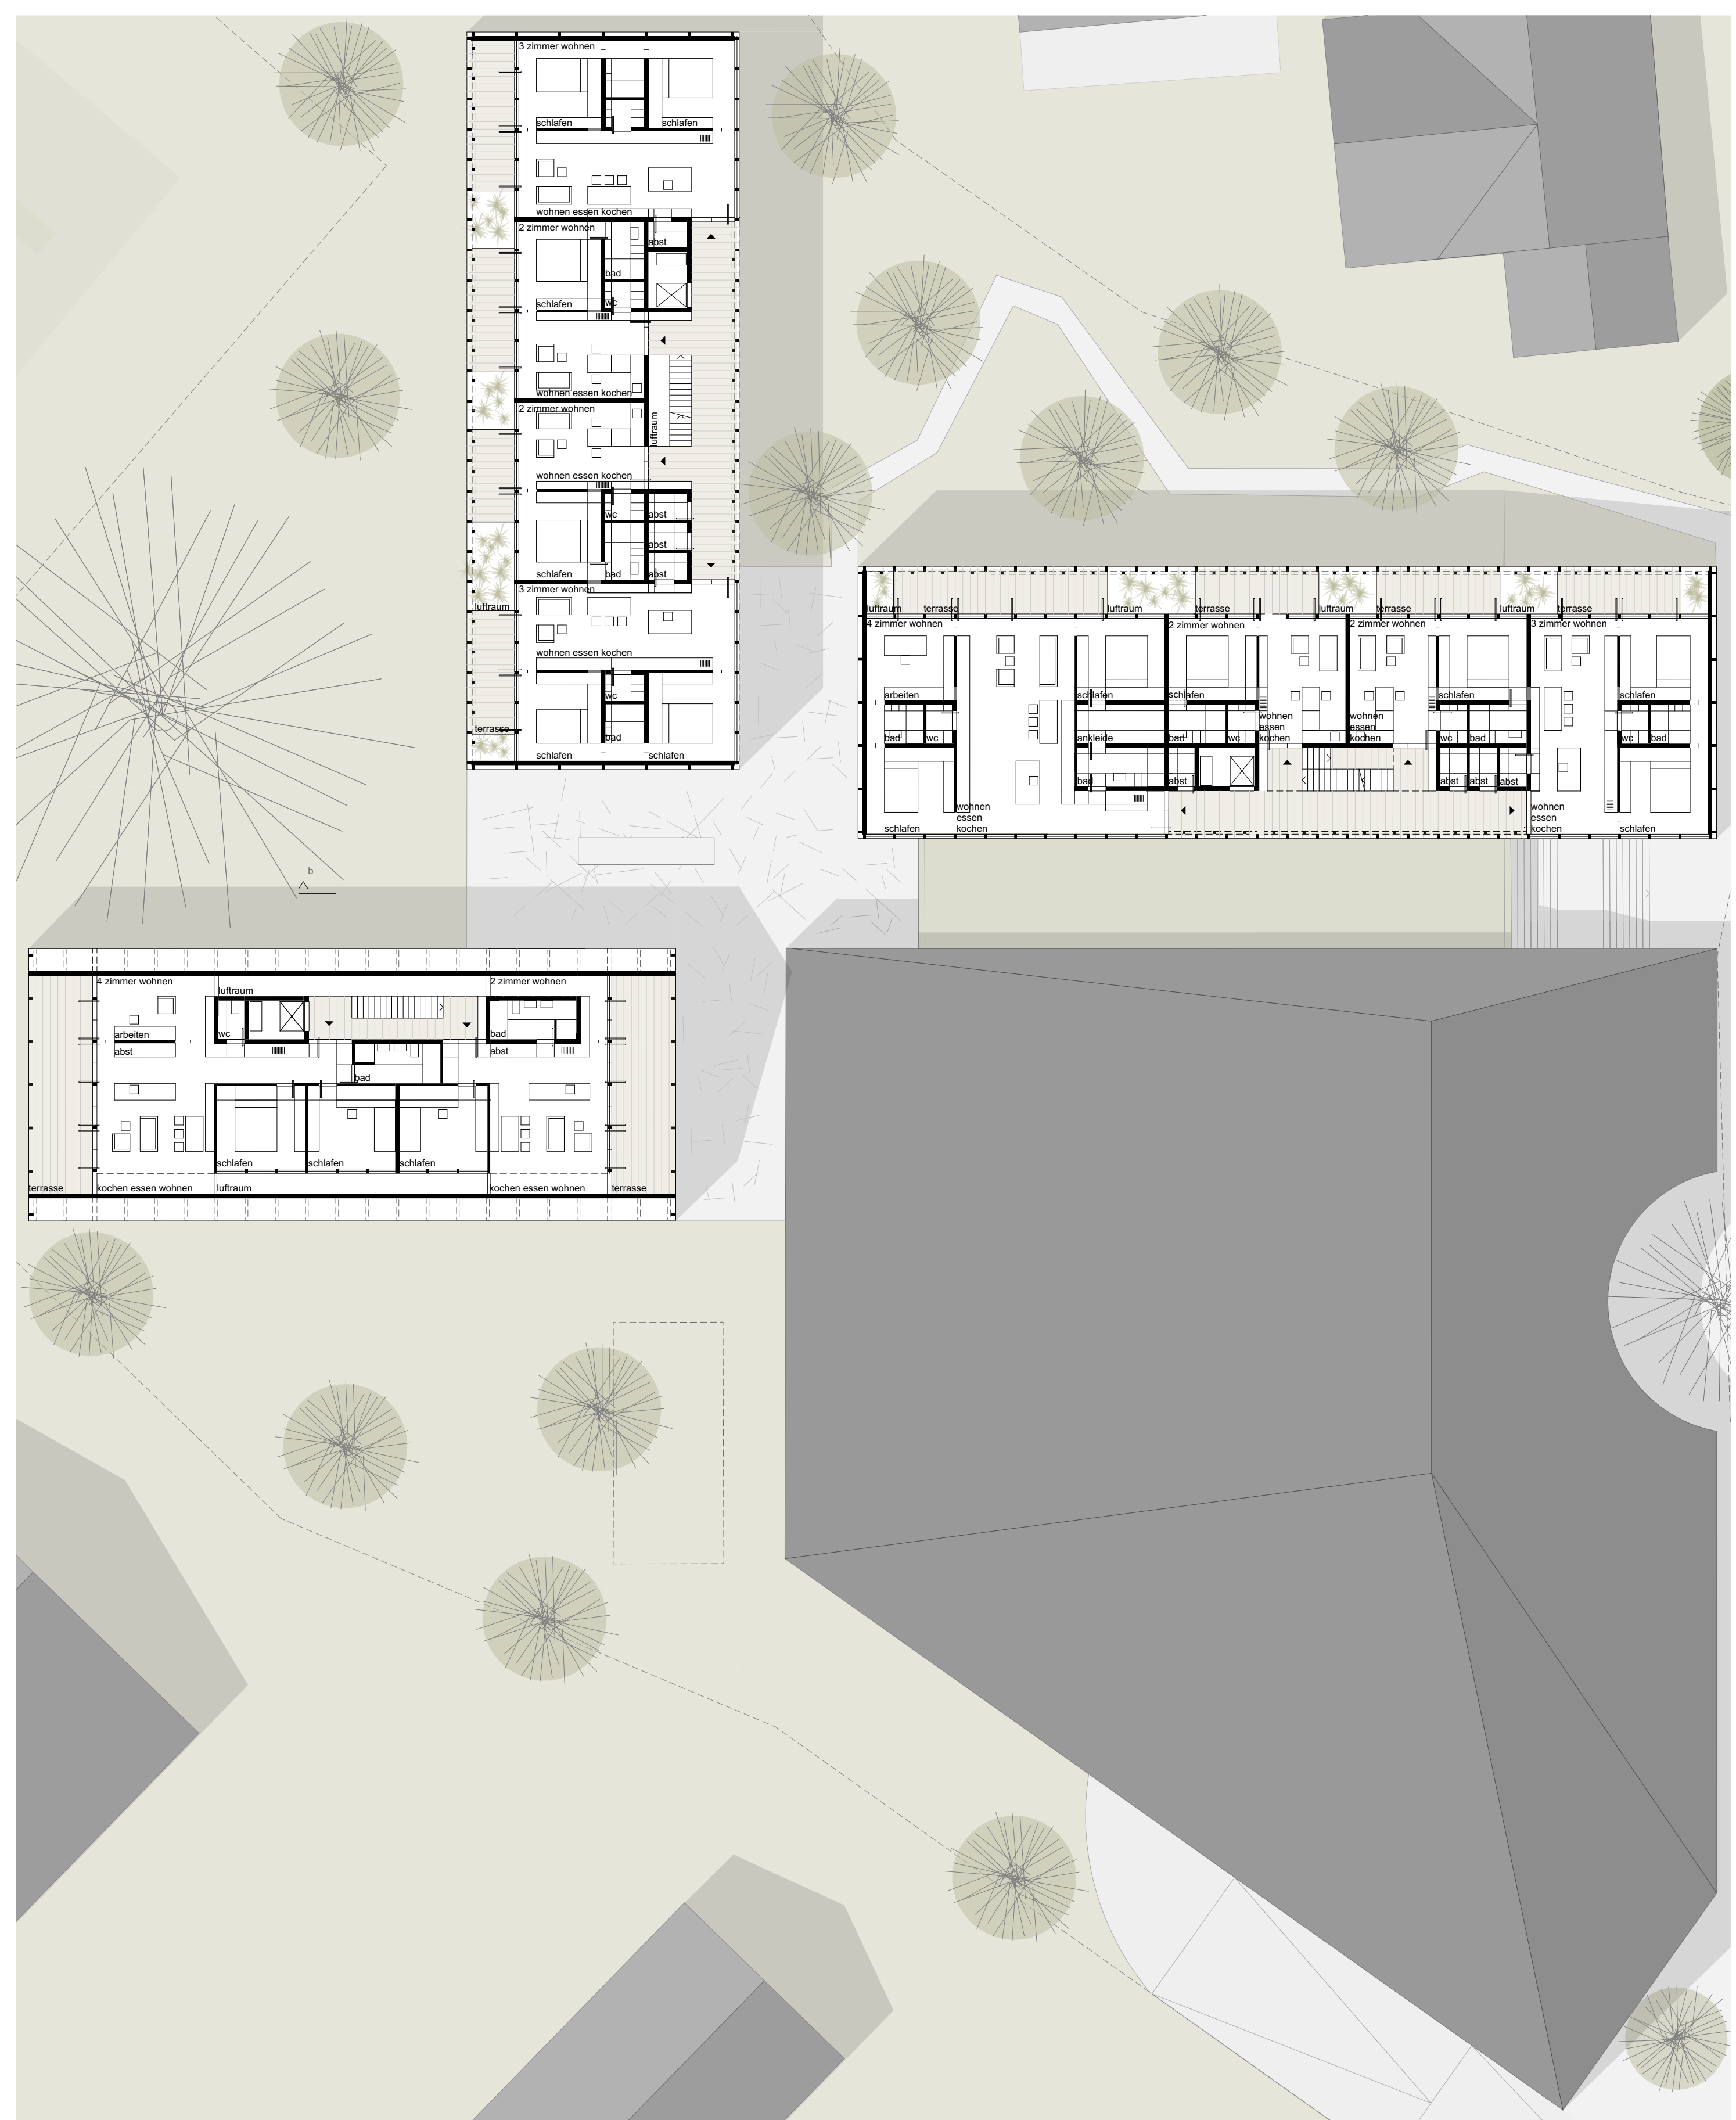 3 zimmer wohnen
schlafen
schlafen
wohnen essen kochen
2 zimmer wohnen
abst
bad
schlafen
wc
wohnen essen kochen
2 zimmer wohnen
luftraum
wohnen essen kochen
wc
abst
abst
schlafen
bad
abst
3 zimmer wohnen
luftraum
wohnen essen kochen
wc
terrasse
bad
schlafen
schlafen
luftraum
terrasse
luftraum
terrasse
luftraum
terrasse
luftraum
terrasse
4 zimmer wohnen
2 zimmer wohnen
2 zimmer wohnen
3 zimmer wohnen
arbeiten
schlafen
schlafen
schlafen
schlafen
wohnen
essen
kochen
wohnen
essen
kochen
bad
wc
ankleide
bad
wc
wc
bad
wc
bad
bad
abst
abst
abst
abst
wohnen
essen
kochen
wohnen
essen
kochen
schlafen
schlafen
b
4 zimmer wohnen
luftraum
2 zimmer wohnen
arbeiten
wc
bad
abst
abst
bad
schlafen
schlafen
schlafen
terrasse
kochen essen wohnen
luftraum
kochen essen wohnen
terrasse